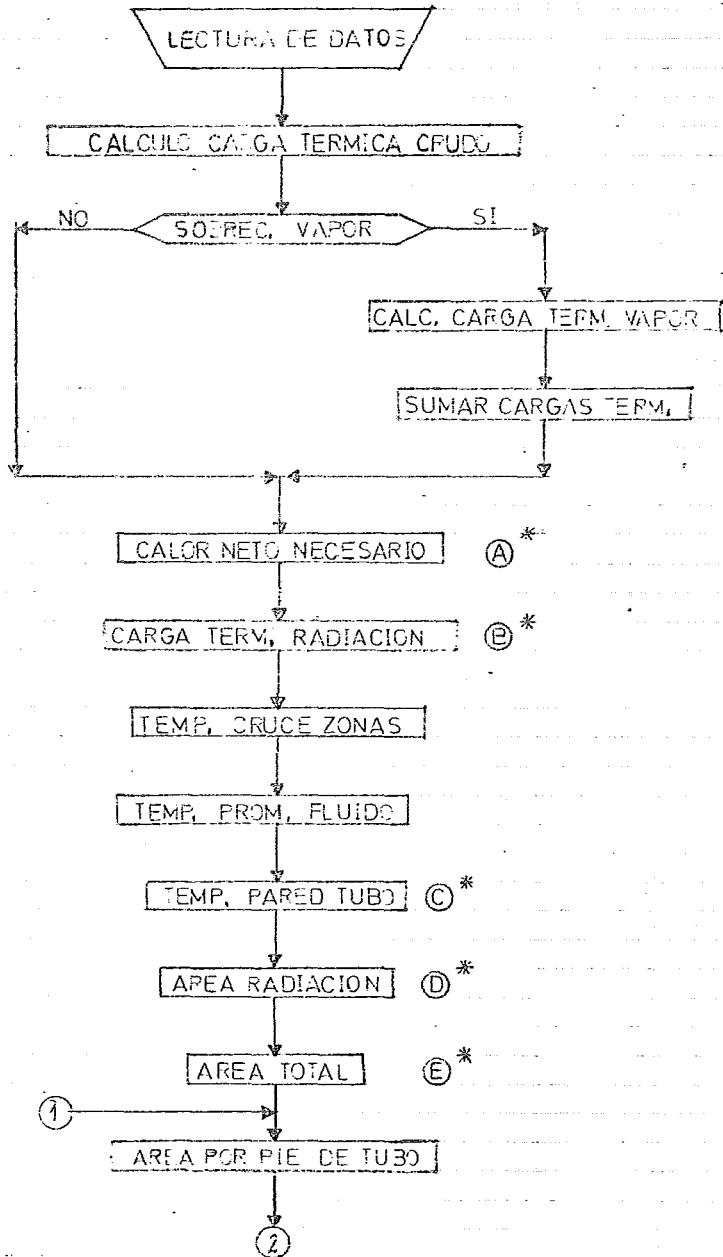 LECTURA DE DATOS
CALCULO CARGA TERMICA CRUDO
NO
SOBREC. VAPOR
SI
CALC. CARGA TERM. VAPOR
SUMAR CARGAS TERM.
CALOR NETO NECESARIO
A *
CARGA TERM. RADIACION
B *
TEMP. CRUCE ZONAS
TEMP. PROM. FLUIDO
TEMP. PARED TUBO
C *
AREA RADIACION
D *
AREA TOTAL
E *
1
AREA POR PIE DE TUBO
2